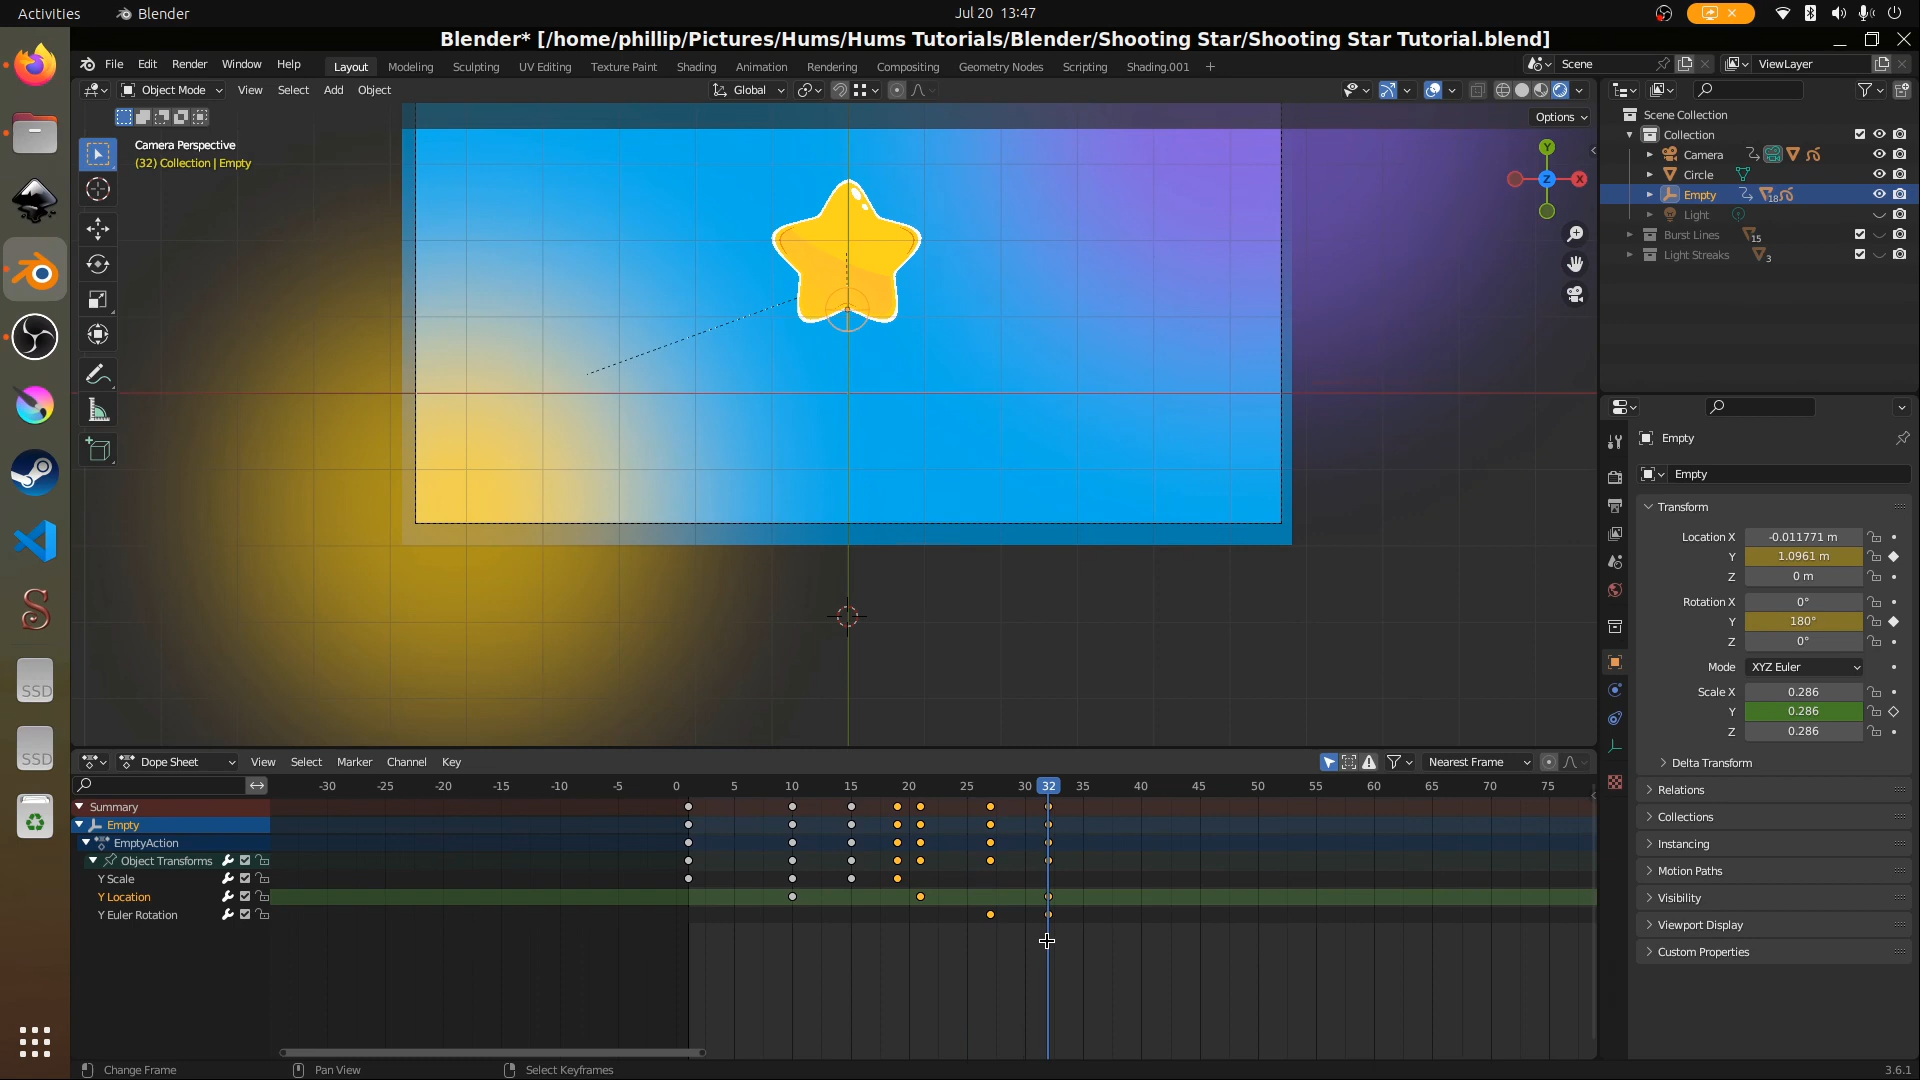 Activities Blender Jul 20 13:47
Blender* [/home/phillip/Pictures/Hums/Hums Tutorials/Blender/Shooting Star/Shooting Star Tutorial.blend]
File Edit Render Window Help Layout Modeling Sculpting UV Editing Texture Paint Shading Animation Rendering Compositing Geometry Nodes Scripting Shading.001 + Scene ViewLayer
Object Mode View Select Add Object Global
Options
Camera Perspective
(32) Collection | Empty
Y
Z
X
Scene Collection
Collection
Camera
Circle
Empty 18
Light
Burst Lines 15
Light Streaks 3
Empty
Empty
Transform
Location X -0.011771 m
Y 1.0961 m
Z 0 m
Rotation X 0°
Y 180°
Z 0°
Mode XYZ Euler
Scale X 0.286
Y 0.286
Z 0.286
Delta Transform
Relations
Collections
Instancing
Motion Paths
Visibility
Viewport Display
Custom Properties
Dope Sheet View Select Marker Channel Key Nearest Frame
-30 -25 -20 -15 -10 -5 0 5 10 15 20 25 30 32 35 40 45 50 55 60 65 70 75
Summary
Empty
EmptyAction
Object Transforms
Y Scale
Y Location
Y Euler Rotation
SSD
SSD
Change Frame Pan View Select Keyframes 3.6.1